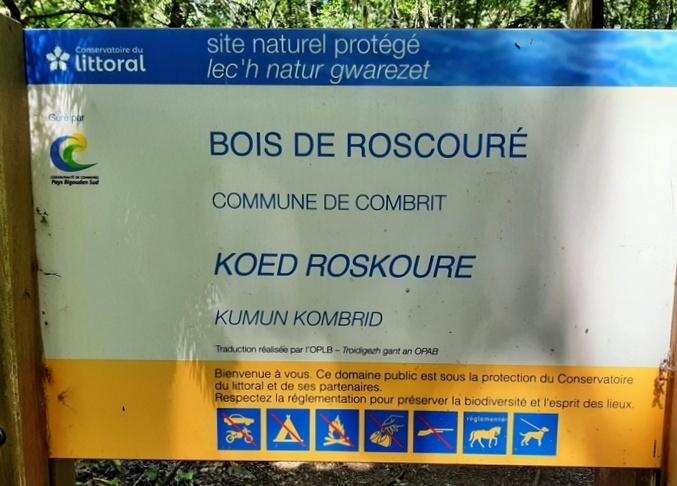 Conservatoire du
littoral
site naturel protégé
lec'h natur gwarezet
Géré par
COMMUNAUTÉ DE COMMUNES
Pays Bigouden Sud
BOIS DE ROSCOURÉ
COMMUNE DE COMBRIT
KOED ROSKOURE
KUMUN KOMBRID
Traduction réalisée par l'OPLB – Troidigezh gant an OPAB
Bienvenue à vous. Ce domaine public est sous la protection du Conservatoire
du littoral et de ses partenaires.
Respectez la réglementation pour préserver la biodiversité et l'esprit des lieux.
réglementé